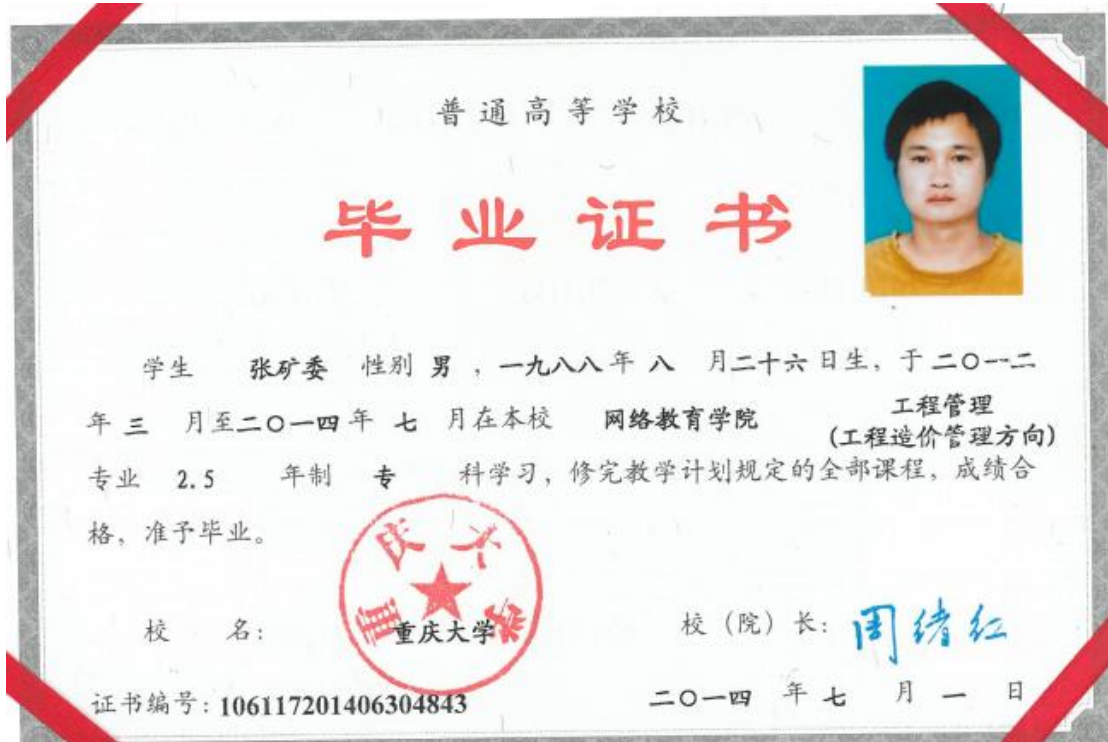 普通高等学校
毕业证书
学生 张矿委 性别 男 ，一九八八年 八 月二十六日生，于二〇一二
年 三 月至二〇一四年 七 月在本校 网络教育学院 工程管理
(工程造价管理方向)
专业 2.5 年制 专 科学习，修完教学计划规定的全部课程，成绩合
格，准予毕业。
重庆大学
校 名： 重庆大学 校（院）长：周绪红
证书编号：106117201406304843 二〇一四 年 七 月 一 日